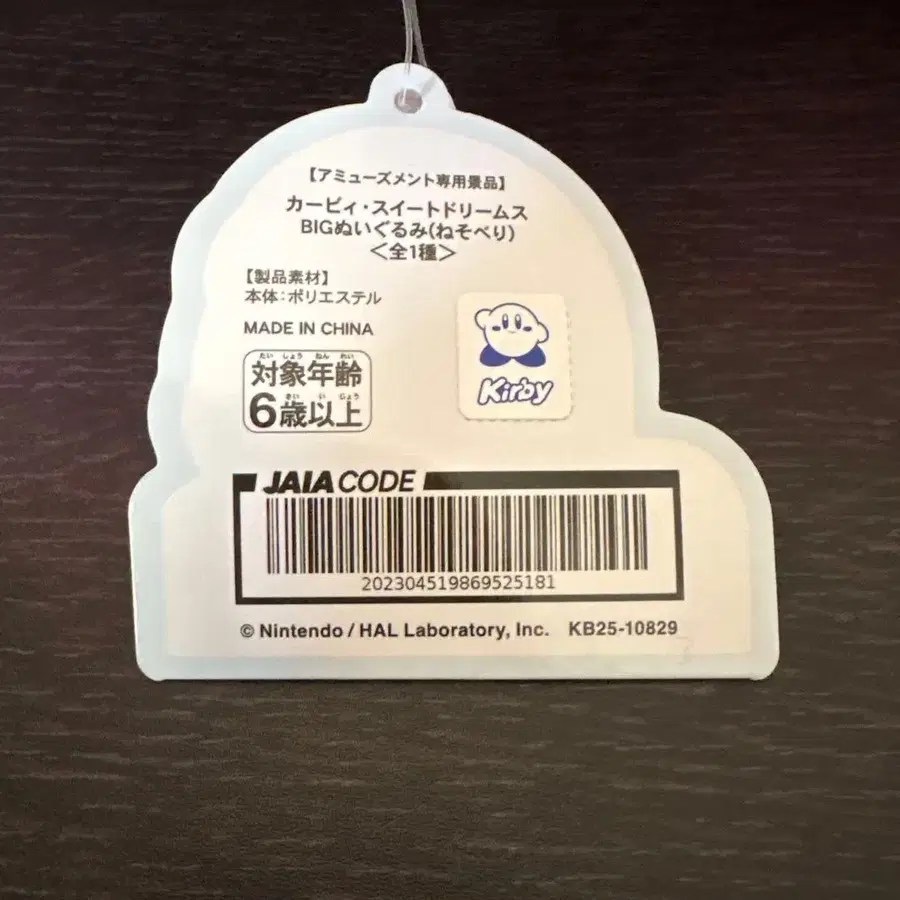 【アミューズメント専用景品】
カービィ・スイートドリームス
BIGぬいぐるみ(ねそべり)
＜全1種＞
【製品素材】
本体：ポリエステル
MADE IN CHINA
たいしょうねんれい
対象年齢
さいいじょう
6歳以上
Kirby
JAIA CODE
202304519869525181
© Nintendo / HAL Laboratory, Inc. KB25-10829